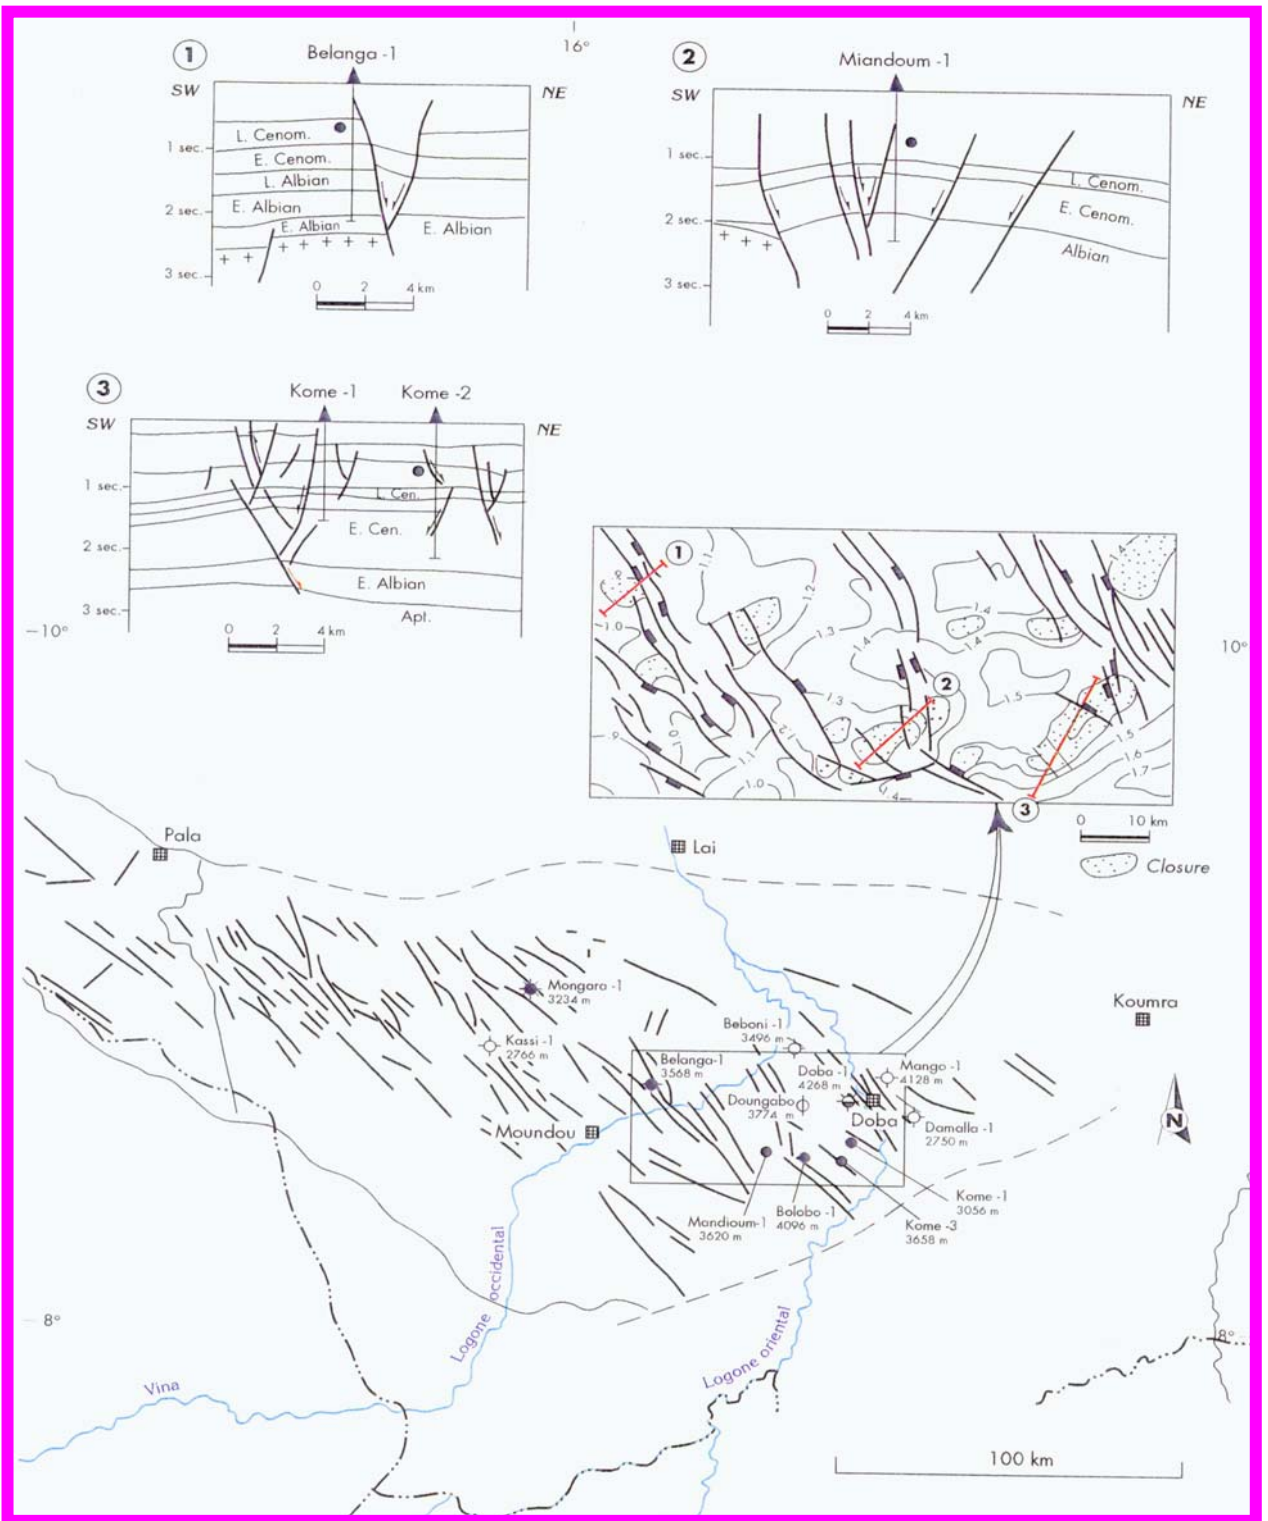 1
Belanga -1
16°
2
Miandoum -1
SW
NE
SW
NE
L. Cenom.
1 sec.
E. Cenom.
L. Albian
E. Albian
2 sec.
E. Albian
E. Albian
3 sec.
0 2 4 km
1 sec.
L. Cenom.
E. Cenom.
2 sec.
Albian
3 sec.
0 2 4 km
3
Kome -1
Kome -2
SW
NE
1 sec.
L. Cen.
E. Cen.
2 sec.
E. Albian
3 sec.
Apt.
0 2 4 km
10°
10°
1
1.1
1.2
1.4
1.0
1.3
1.4
1.4
1.4
2
1.3
1.5
1.2
1.5
1.6
1.7
1.1
1.0
1.4
3
0 10 km
Closure
Pala
Lai
Koumra
Mongara -1
3234 m
Kassi -1
2766 m
Beboni -1
3496 m
Belanga-1
3568 m
Doba -1
4268 m
Mango -1
4128 m
Doungabo
3774 m
Doba
Damalla -1
2750 m
Moundou
N
Mandioum-1
3620 m
Bolobo -1
4096 m
Kome -1
3056 m
Kome -3
3658 m
Logone occidental
Logone oriental
Vina
8°
8°
100 km